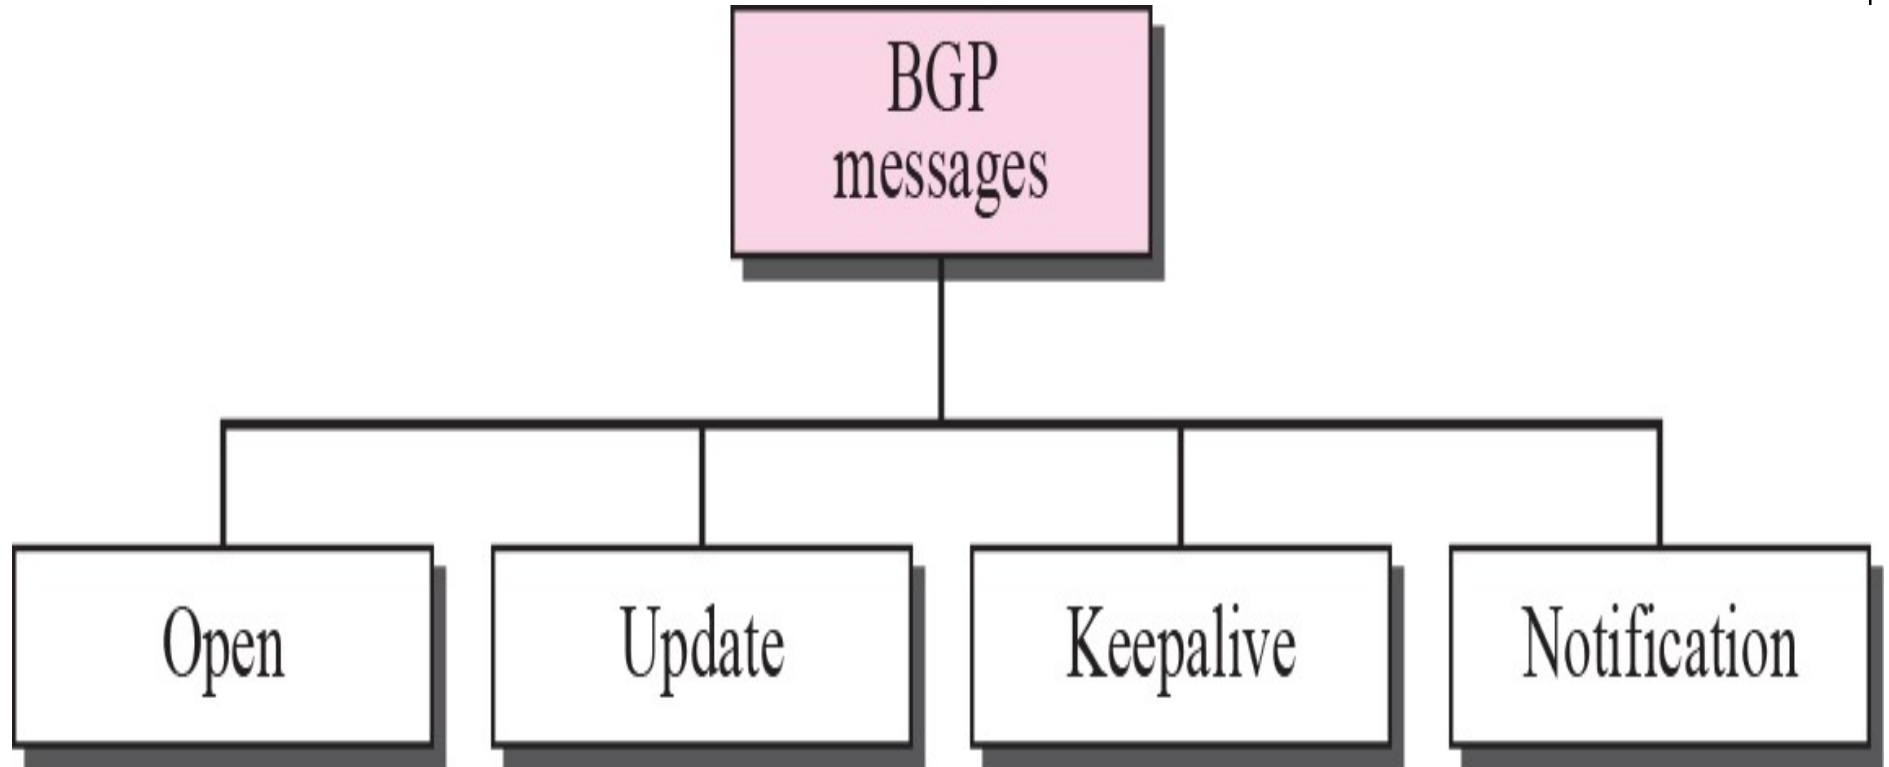 BGP
messages
Open
Update
Keepalive
Notification